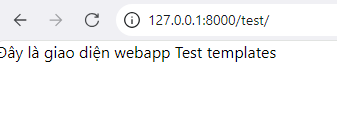 127.0.0.1:8000/test/
Đây là giao diện webapp Test templates